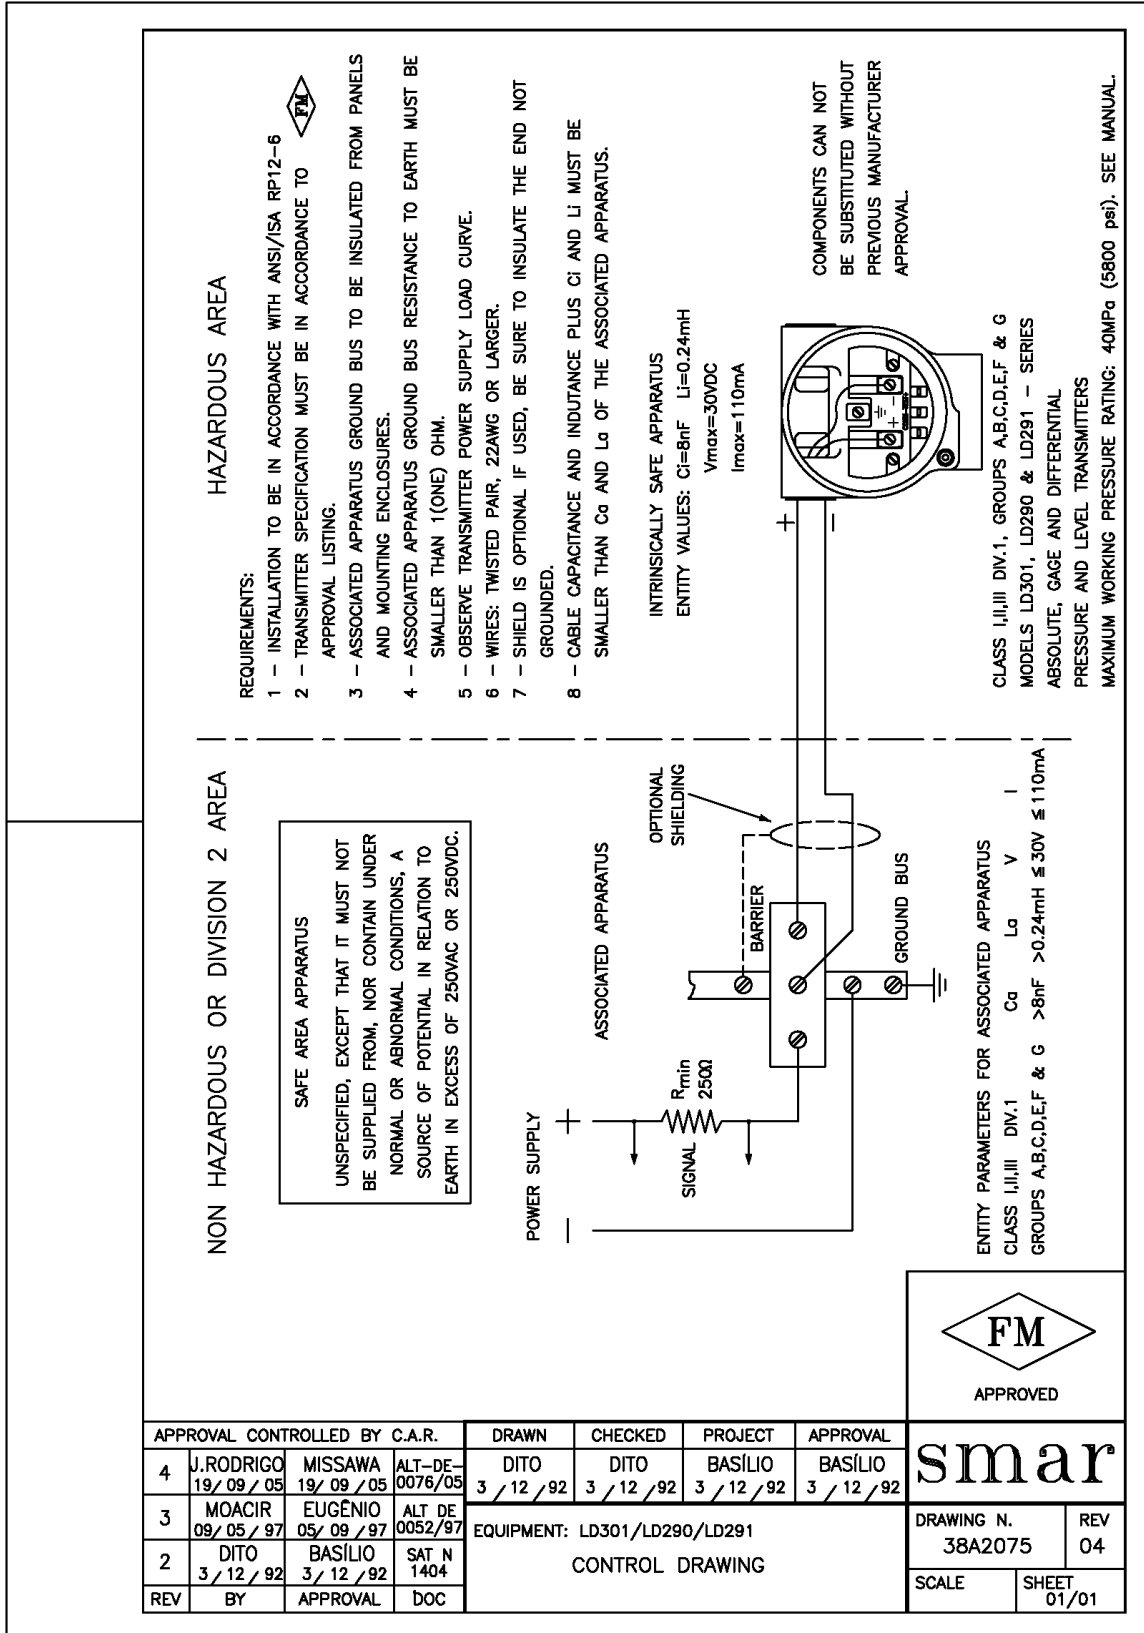 NON HAZARDOUS OR DIVISION 2 AREA
SAFE AREA APPARATUS
UNSPECIFIED, EXCEPT THAT IT MUST NOT
BE SUPPLIED FROM, NOR CONTAIN UNDER
NORMAL OR ABNORMAL CONDITIONS, A
SOURCE OF POTENTIAL IN RELATION TO
EARTH IN EXCESS OF 250VAC OR 250VDC.
POWER SUPPLY
− +
SIGNAL
Rmin
250Ω
ASSOCIATED APPARATUS
OPTIONAL
SHIELDING
BARRIER
GROUND BUS
ENTITY PARAMETERS FOR ASSOCIATED APPARATUS
CLASS I,II,III DIV.1 Ca La V I
GROUPS A,B,C,D,E,F & G >8nF >0.24mH ≤30V ≤110mA
HAZARDOUS AREA
REQUIREMENTS:
1 − INSTALLATION TO BE IN ACCORDANCE WITH ANSI/ISA RP12−6
2 − TRANSMITTER SPECIFICATION MUST BE IN ACCORDANCE TO FM
APPROVAL LISTING.
3 − ASSOCIATED APPARATUS GROUND BUS TO BE INSULATED FROM PANELS
AND MOUNTING ENCLOSURES.
4 − ASSOCIATED APPARATUS GROUND BUS RESISTANCE TO EARTH MUST BE
SMALLER THAN 1(ONE) OHM.
5 − OBSERVE TRANSMITTER POWER SUPPLY LOAD CURVE.
6 − WIRES: TWISTED PAIR, 22AWG OR LARGER.
7 − SHIELD IS OPTIONAL IF USED, BE SURE TO INSULATE THE END NOT
GROUNDED.
8 − CABLE CAPACITANCE AND INDUTANCE PLUS Ci AND Li MUST BE
SMALLER THAN Ca AND La OF THE ASSOCIATED APPARATUS.
INTRINSICALLY SAFE APPARATUS
ENTITY VALUES: Ci=8nF Li=0.24mH
Vmax=30VDC
Imax=110mA
− +
+ −
COMPONENTS CAN NOT
BE SUBSTITUTED WITHOUT
PREVIOUS MANUFACTURER
APPROVAL.
CLASS I,II,III DIV.1, GROUPS A,B,C,D,E,F & G
MODELS LD301, LD290 & LD291 − SERIES
ABSOLUTE, GAGE AND DIFFERENTIAL
PRESSURE AND LEVEL TRANSMITTERS
MAXIMUM WORKING PRESSURE RATING: 40MPa (5800 psi). SEE MANUAL.
FM
APPROVED
APPROVAL CONTROLLED BY C.A.R.
4 J.RODRIGO 19/09/05 MISSAWA 19/09/05 ALT−DE− 0076/05
3 MOACIR 09/05/97 EUGÊNIO 05/09/97 ALT DE 0052/97
2 DITO 3/12/92 BASÍLIO 3/12/92 SAT N 1404
REV BY APPROVAL DOC
DRAWN CHECKED PROJECT APPROVAL
DITO DITO BASÍLIO BASÍLIO
3/12/92 3/12/92 3/12/92 3/12/92
EQUIPMENT: LD301/LD290/LD291
CONTROL DRAWING
smar
DRAWING N. REV
38A2075 04
SCALE SHEET
01/01